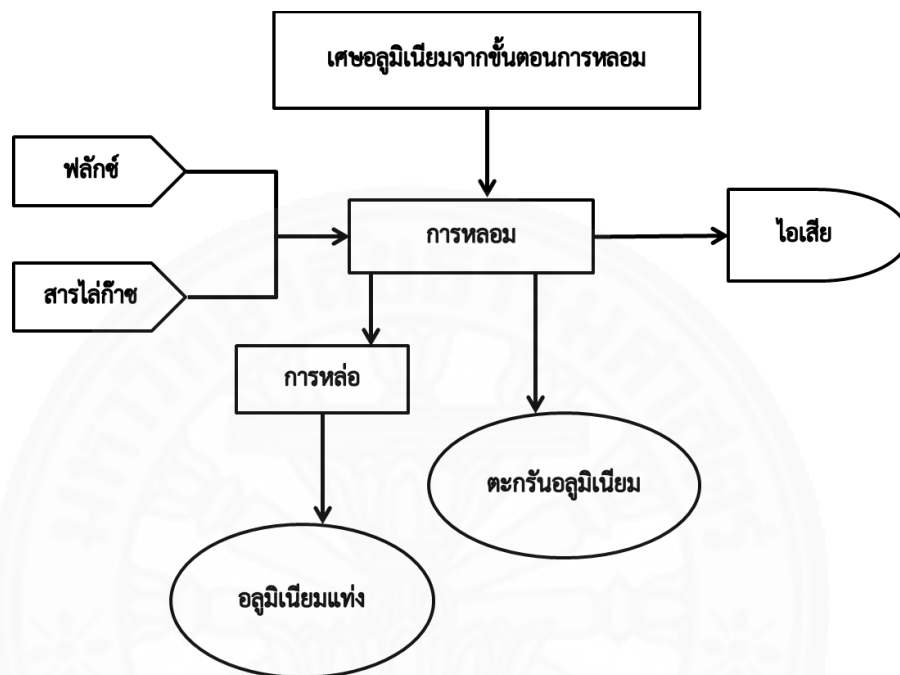 เศษอลูมิเนียมจากขั้นตอนการหลอม
ฟลักซ์
การหลอม
ไอเสีย
สารไล่ก๊าซ
การหล่อ
ตะกรันอลูมิเนียม
อลูมิเนียมแท่ง